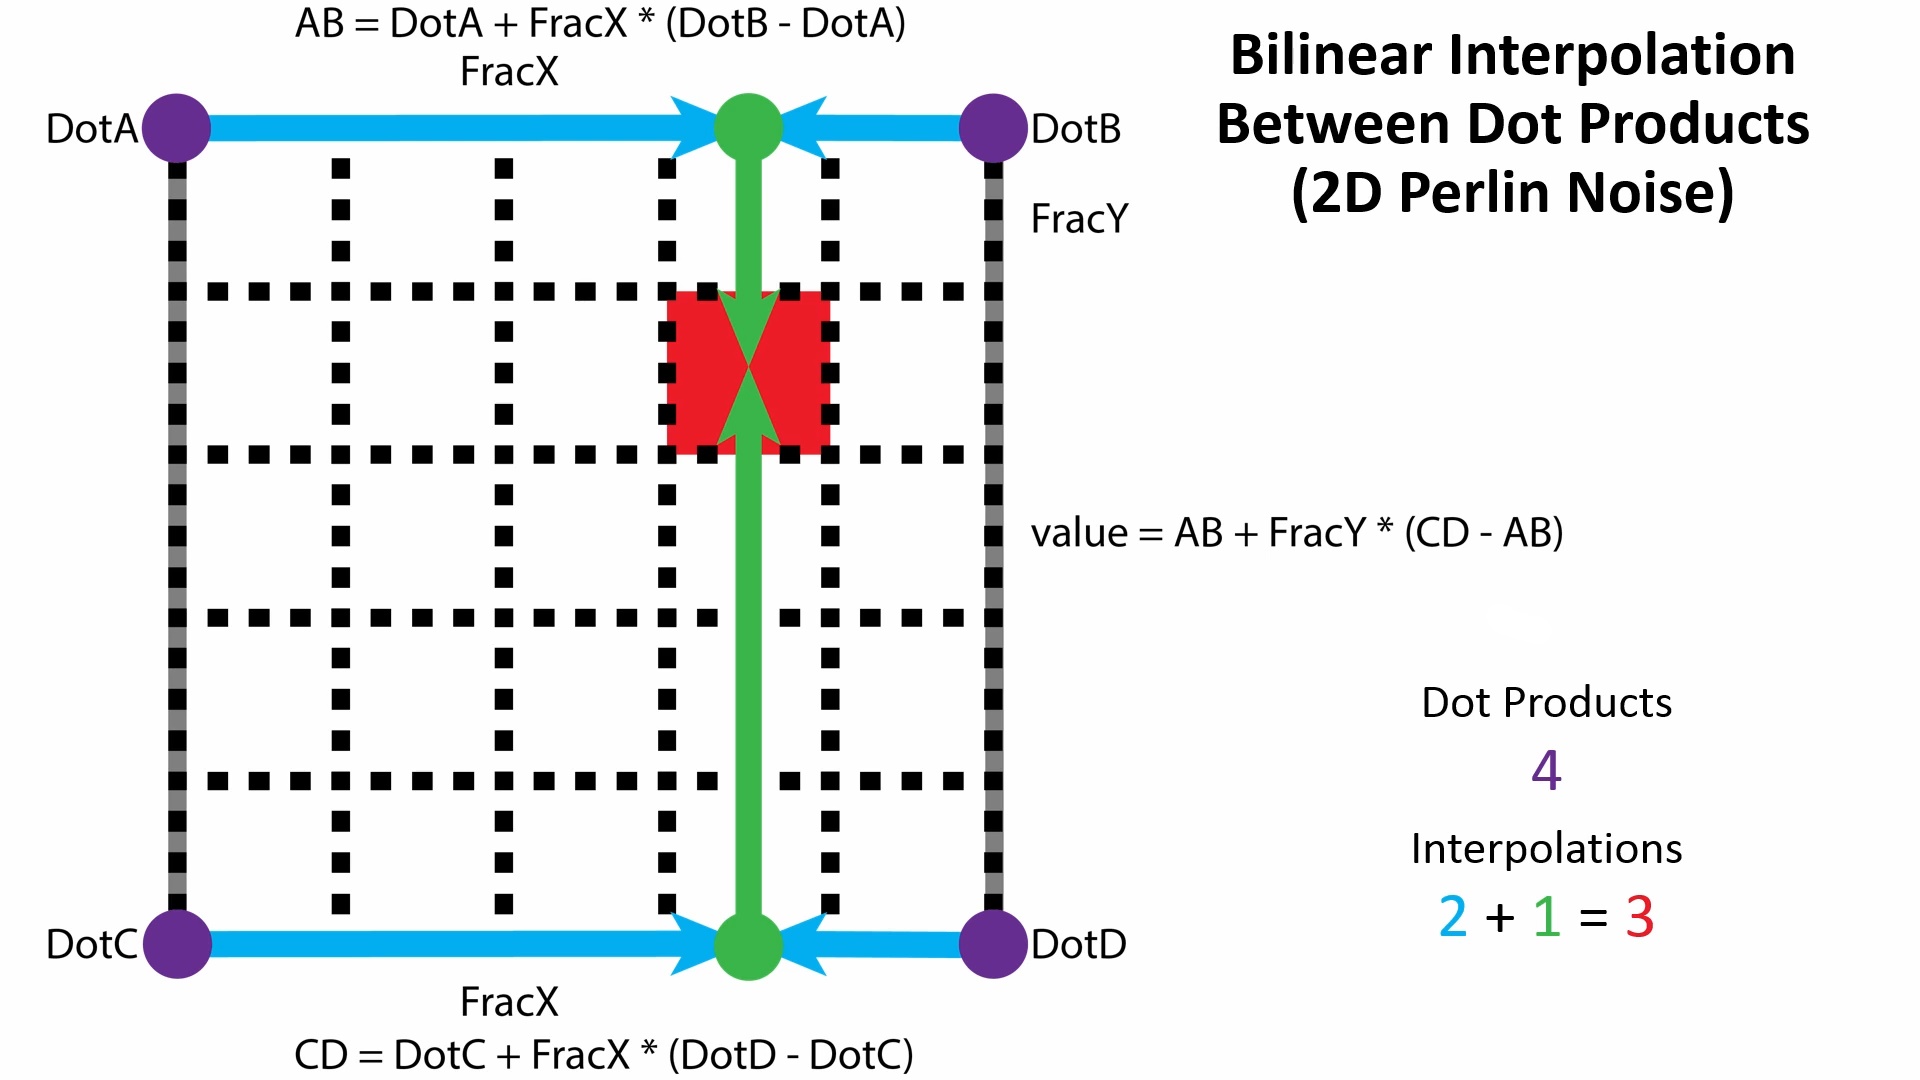 AB = DotA + FracX * (DotB - DotA)
FracX
DotA
DotB
FracY
Bilinear Interpolation
Between Dot Products
(2D Perlin Noise)
value = AB + FracY * (CD - AB)
Dot Products
4
Interpolations
2 + 1 = 3
DotC
DotD
FracX
CD = DotC + FracX * (DotD - DotC)